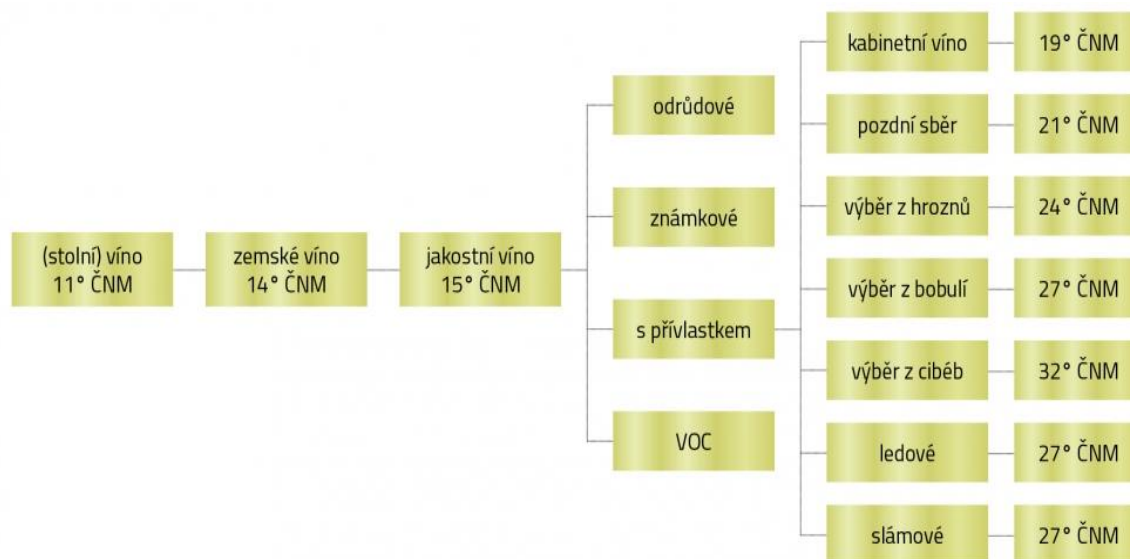 (stolní) víno
11° ČNM
zemské víno
14° ČNM
jakostní víno
15° ČNM
odrůdové
známkové
s přívlastkem
VOC
kabinetní víno
19° ČNM
pozdní sběr
21° ČNM
výběr z hroznů
24° ČNM
výběr z bobulí
27° ČNM
výběr z cibéb
32° ČNM
ledové
27° ČNM
slámové
27° ČNM